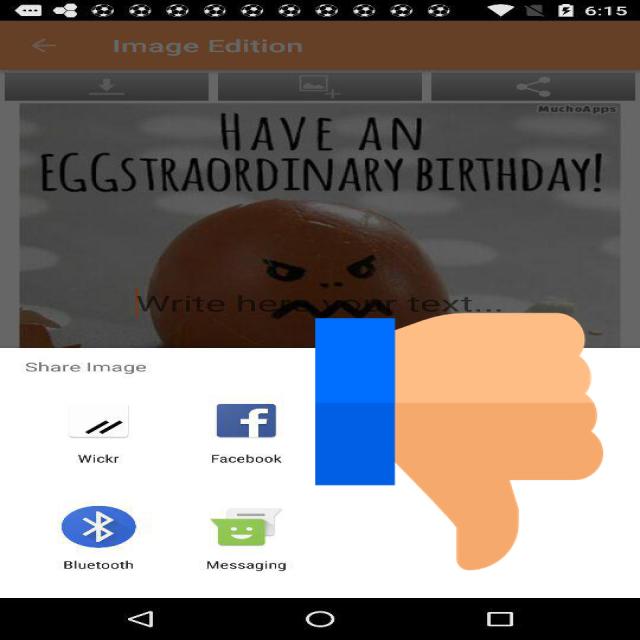 6:15
Image Edition
MuchoApps
HAVE AN
EGGSTRAORDINARY BIRTHDAY!
Write here your text...
Share Image
Wickr
Facebook
Bluetooth
Messaging